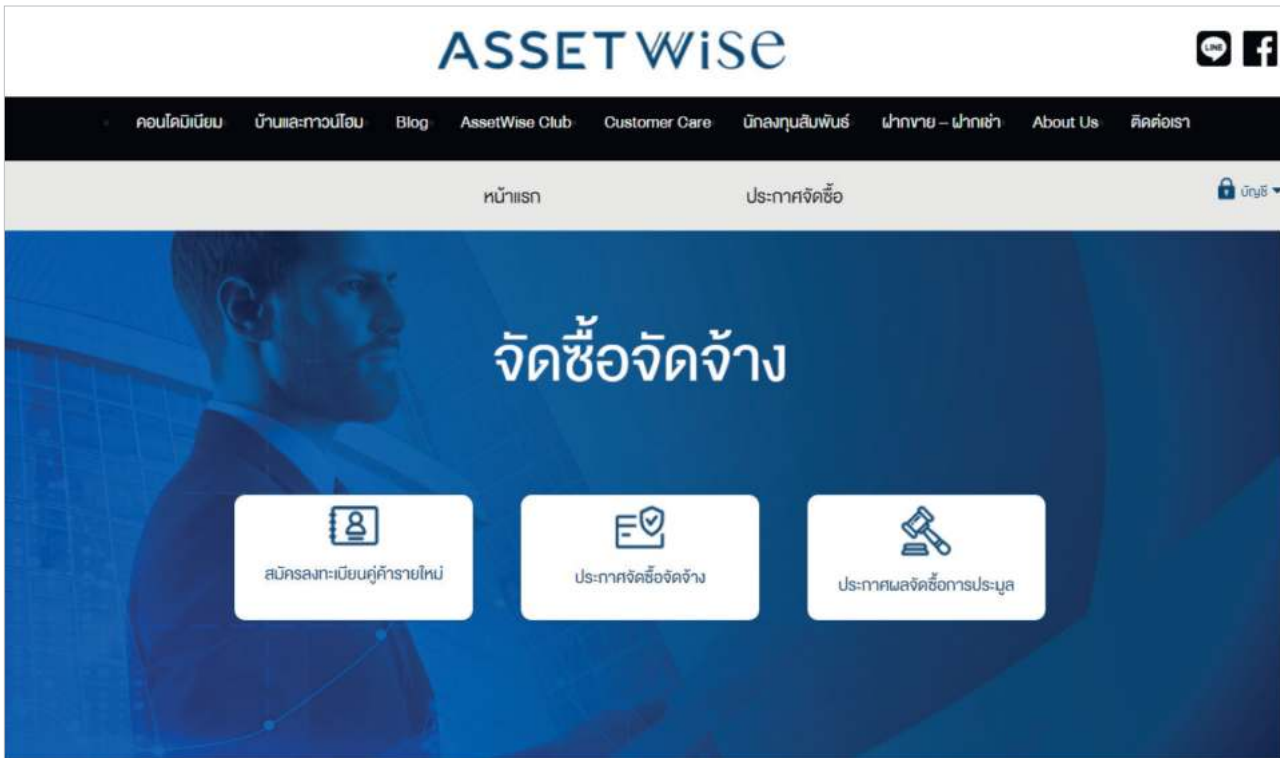 ASSETWISE
LINE
คอนโดมิเนียม บ้านและทาวน์โฮม Blog AssetWise Club Customer Care นักลงทุนสัมพันธ์ ฝากขาย – ฝากเช่า About Us ติดต่อเรา
หน้าแรก ประกาศจัดซื้อ บัญชี
จัดซื้อจัดจ้าง
สมัครลงทะเบียนคู่ค้ารายใหม่ ประกาศจัดซื้อจัดจ้าง ประกาศผลจัดซื้อการประมูล